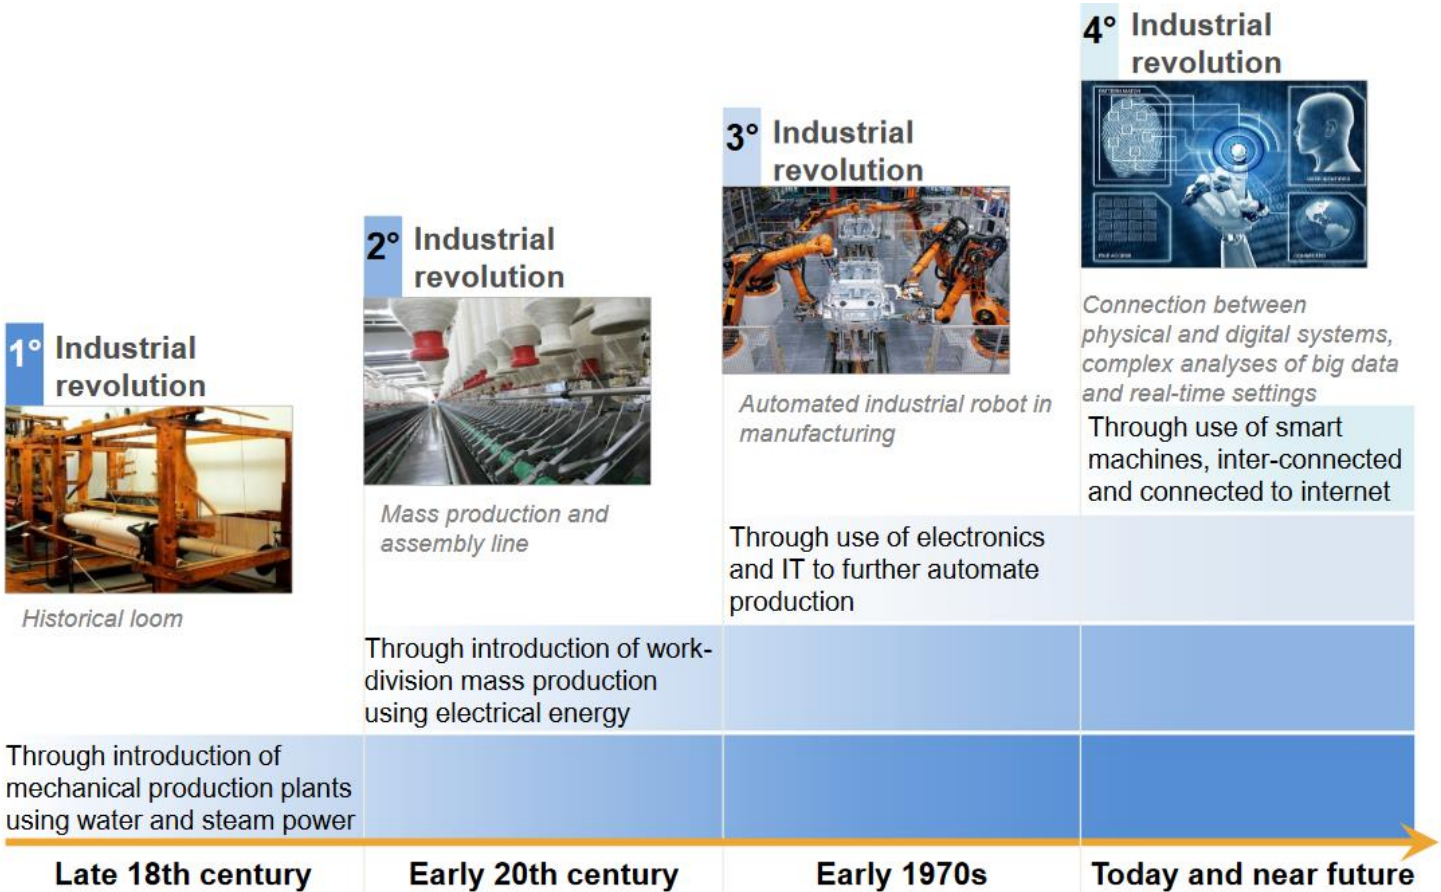 1° Industrial
revolution
Historical loom
Through introduction of
mechanical production plants
using water and steam power
Late 18th century
2° Industrial
revolution
Mass production and
assembly line
Through introduction of work-
division mass production
using electrical energy
Early 20th century
3° Industrial
revolution
Automated industrial robot in
manufacturing
Through use of electronics
and IT to further automate
production
Early 1970s
4° Industrial
revolution
Connection between
physical and digital systems,
complex analyses of big data
and real-time settings
Through use of smart
machines, inter-connected
and connected to internet
Today and near future